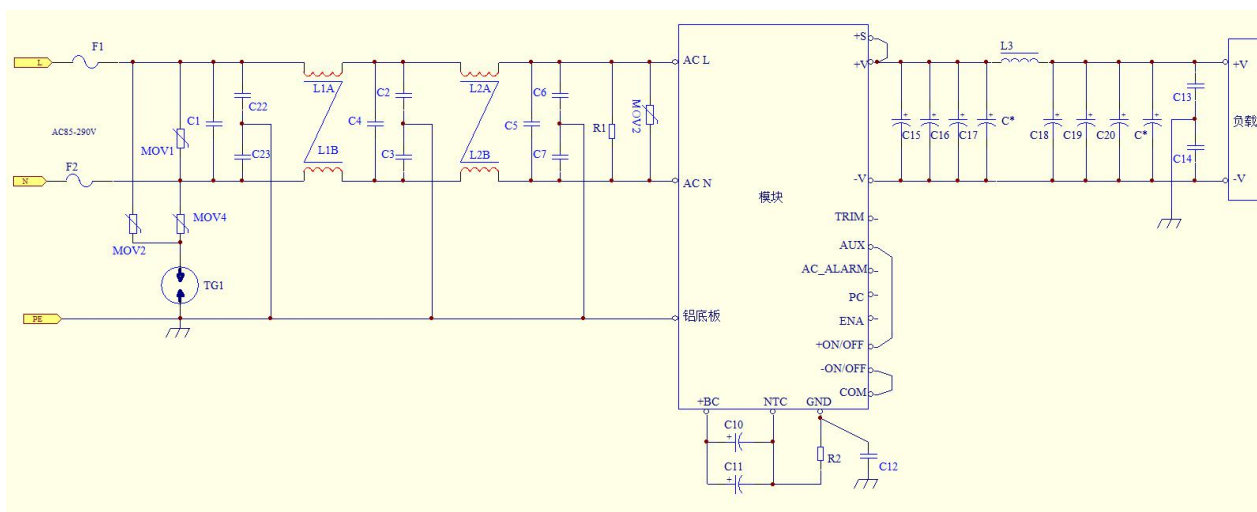 F1
L
AC85-290V
F2
N
MOV1
MOV2
MOV4
TG1
PE
C1
C22
C23
L1A
L1B
C4
C2
C3
L2A
L2B
C5
C6
C7
R1
MOV2
AC L
AC N
铝底板
模块
+S
+V
-V
TRIM
AUX
AC_ALARM
PC
ENA
+ON/OFF
-ON/OFF
COM
+BC
NTC
GND
C10
+
C11
+
R2
C12
L3
+
C15
+
C16
+
C17
+
C*
+
C18
+
C19
+
C20
+
C*
C13
C14
+V
负载
-V